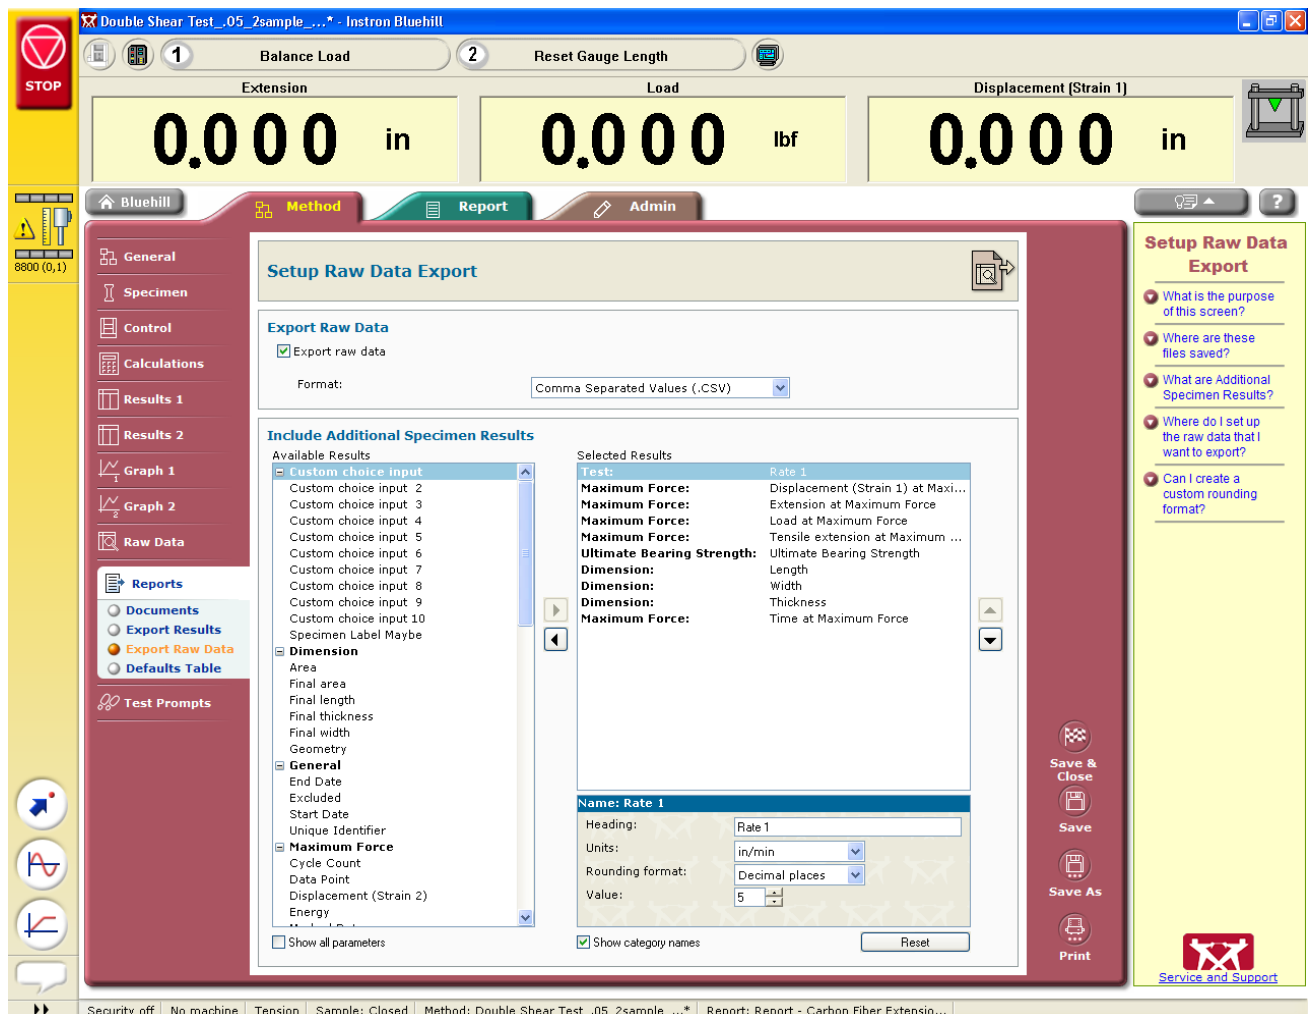 Double Shear Test_.05_2sample_...* - Instron Bluehill
STOP
1 Balance Load
2 Reset Gauge Length
Extension
Load
Displacement (Strain 1)
0.000 in
0.000 lbf
0.000 in
8800 (0,1)
Bluehill
Method
Report
Admin
?
General
Specimen
Control
Calculations
Results 1
Results 2
Graph 1
Graph 2
Raw Data
Reports
Documents
Export Results
Export Raw Data
Defaults Table
Test Prompts
Setup Raw Data Export
Export Raw Data
Export raw data
Format:
Comma Separated Values (.CSV)
Include Additional Specimen Results
Available Results
Custom choice input
Custom choice input 2
Custom choice input 3
Custom choice input 4
Custom choice input 5
Custom choice input 6
Custom choice input 7
Custom choice input 8
Custom choice input 9
Custom choice input 10
Specimen Label Maybe
Dimension
Area
Final area
Final length
Final thickness
Final width
Geometry
General
End Date
Excluded
Start Date
Unique Identifier
Maximum Force
Cycle Count
Data Point
Displacement (Strain 2)
Energy
Show all parameters
Selected Results
Test: Rate 1
Maximum Force: Displacement (Strain 1) at Maxi...
Maximum Force: Extension at Maximum Force
Maximum Force: Load at Maximum Force
Maximum Force: Tensile extension at Maximum ...
Ultimate Bearing Strength: Ultimate Bearing Strength
Dimension: Length
Dimension: Width
Dimension: Thickness
Maximum Force: Time at Maximum Force
Name: Rate 1
Heading: Rate 1
Units: in/min
Rounding format: Decimal places
Value: 5
Show category names
Reset
Save &
Close
Save
Save As
Print
Setup Raw Data
Export
What is the purpose
of this screen?
Where are these
files saved?
What are Additional
Specimen Results?
Where do I set up
the raw data that I
want to export?
Can I create a
custom rounding
format?
Service and Support
Security off
No machine
Tension
Sample: Closed
Method: Double Shear Test_.05_2sample_...*
Report: Report - Carbon Fiber Extensio...